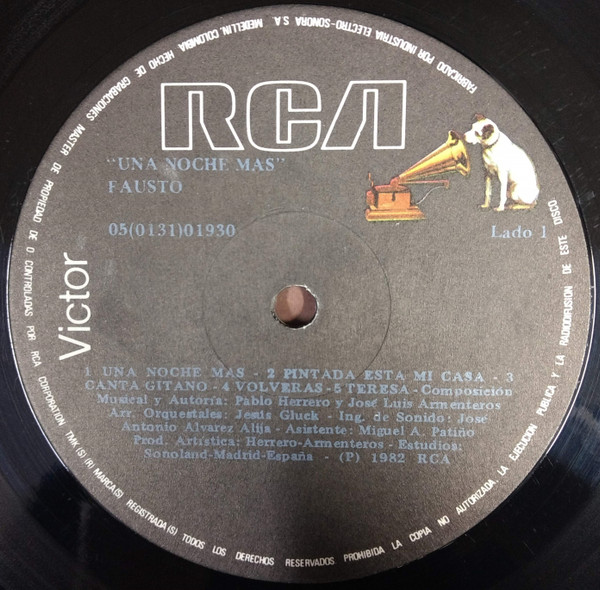 RCA
"UNA NOCHE MAS"
FAUSTO
05(0131)01930
Lado 1
Victor
1 UNA NOCHE MAS - 2 PINTADA ESTA MI CASA - 3
CANTA GITANO - 4 VOLVERAS - 5 TERESA - Composición
Musical y Autoría: Pablo Herrero y José Luis Armenteros
Arr. Orquestales: Jesús Gluck - Ing. de Sonido: José
Antonio Alvarez Alija - Asistente: Miguel A. Patiño
Prod. Artística: Herrero-Armenteros - Estudios:
Sonoland-Madrid-España - (P) 1982 RCA
FABRICADO POR INDUSTRIA ELECTRO-SONORA S.A. MEDELLIN. COLOMBIA HECHO DE GRABACIONES MASTER DE PROPIEDAD DE O CONTROLADAS POR RCA CORPORATION TMK (S) (R) MARCA(S) REGISTRADA (S) TODOS LOS DERECHOS RESERVADOS PROHIBIDA LA COPIA NO AUTORIZADA, LA EJECUCION PUBLICA Y LA RADIODIFUSION DE ESTE DISCO